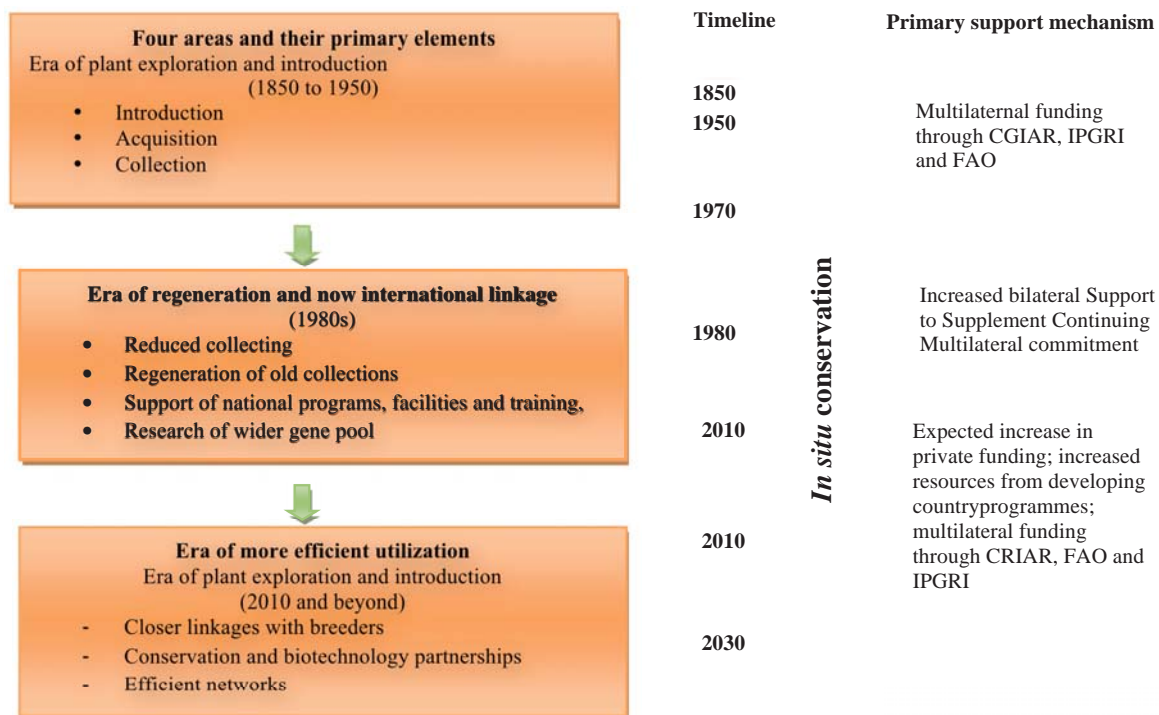 Four areas and their primary elements
Era of plant exploration and introduction
(1850 to 1950)
• Introduction
• Acquisition
• Collection
Era of regeneration and now international linkage
(1980s)
• Reduced collecting
• Regeneration of old collections
• Support of national programs, facilities and training,
• Research of wider gene pool
Era of more efficient utilization
Era of plant exploration and introduction
(2010 and beyond)
- Closer linkages with breeders
- Conservation and biotechnology partnerships
- Efficient networks
Timeline
1850
1950
1970
1980
2010
2010
2030
In situ conservation
Primary support mechanism
Multilaternal funding
through CGIAR, IPGRI
and FAO
Increased bilateral Support
to Supplement Continuing
Multilateral commitment
Expected increase in
private funding; increased
resources from developing
countryprogrammes;
multilateral funding
through CRIAR, FAO and
IPGRI